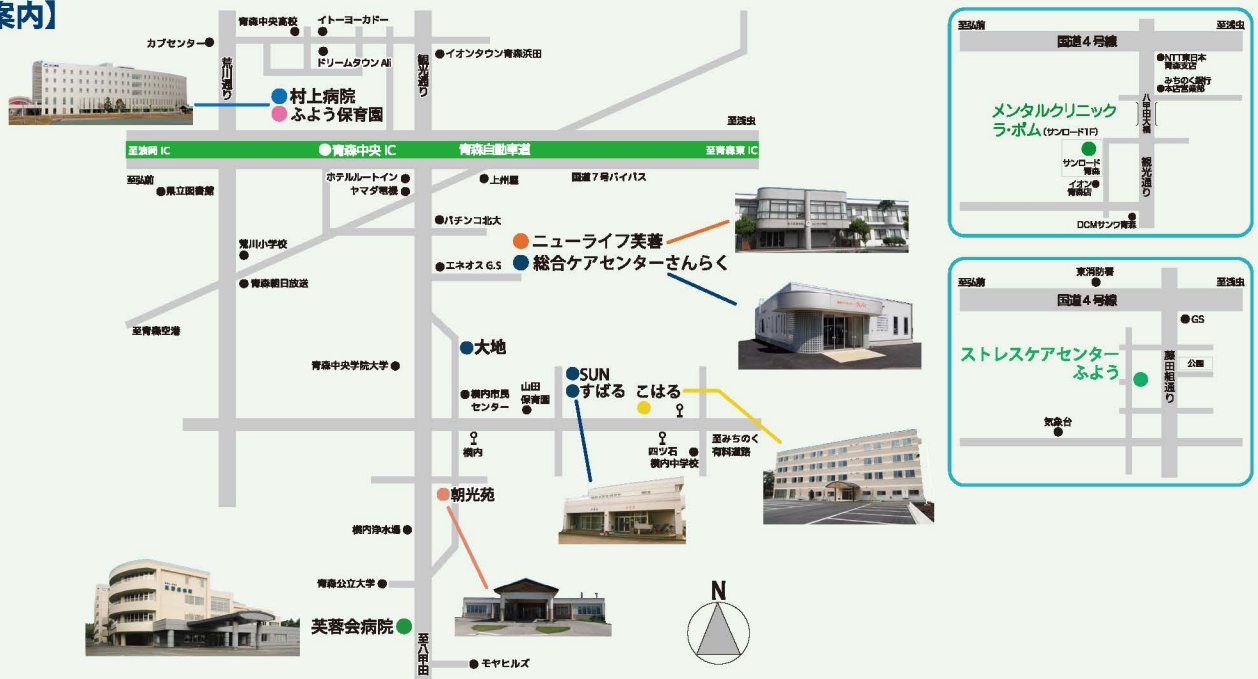 案内】
青森中央高校
イトーヨーカドー
カブセンター
ドリームタウン Ali
イオンタウン青森浜田
荒川通り
観光通り
村上病院
ふよう保育園
至浅虫
至浪岡 IC
青森中央 IC
青森自動車道
至青森東 IC
至弘前
県立図書館
ホテルルートイン
ヤマダ電機
上州屋
国道7号バイパス
パチンコ北大
荒川小学校
ニューライフ芙蓉
総合ケアセンターさんらく
エネオス G.S
青森朝日放送
至青森空港
大地
青森中央学院大学
横内市民
センター
山田
保育園
SUN
すばる
こはる
横内
四ツ石
横内中学校
至みちのく
有料道路
朝光苑
横内浄水場
青森公立大学
芙蓉会病院
至八甲田
モヤヒルズ
N
至弘前
至浅虫
国道4号線
NTT東日本
青森支店
みちのく銀行
本店営業部
八甲田大橋
メンタルクリニック
ラ・ポム(サンロード1F)
サンロード
青森
観光通り
イオン
青森店
DCMサンワ青森
東消防署
至弘前
至浅虫
国道4号線
GS
ストレスケアセンター
ふよう
藤田組通り
公園
気象台